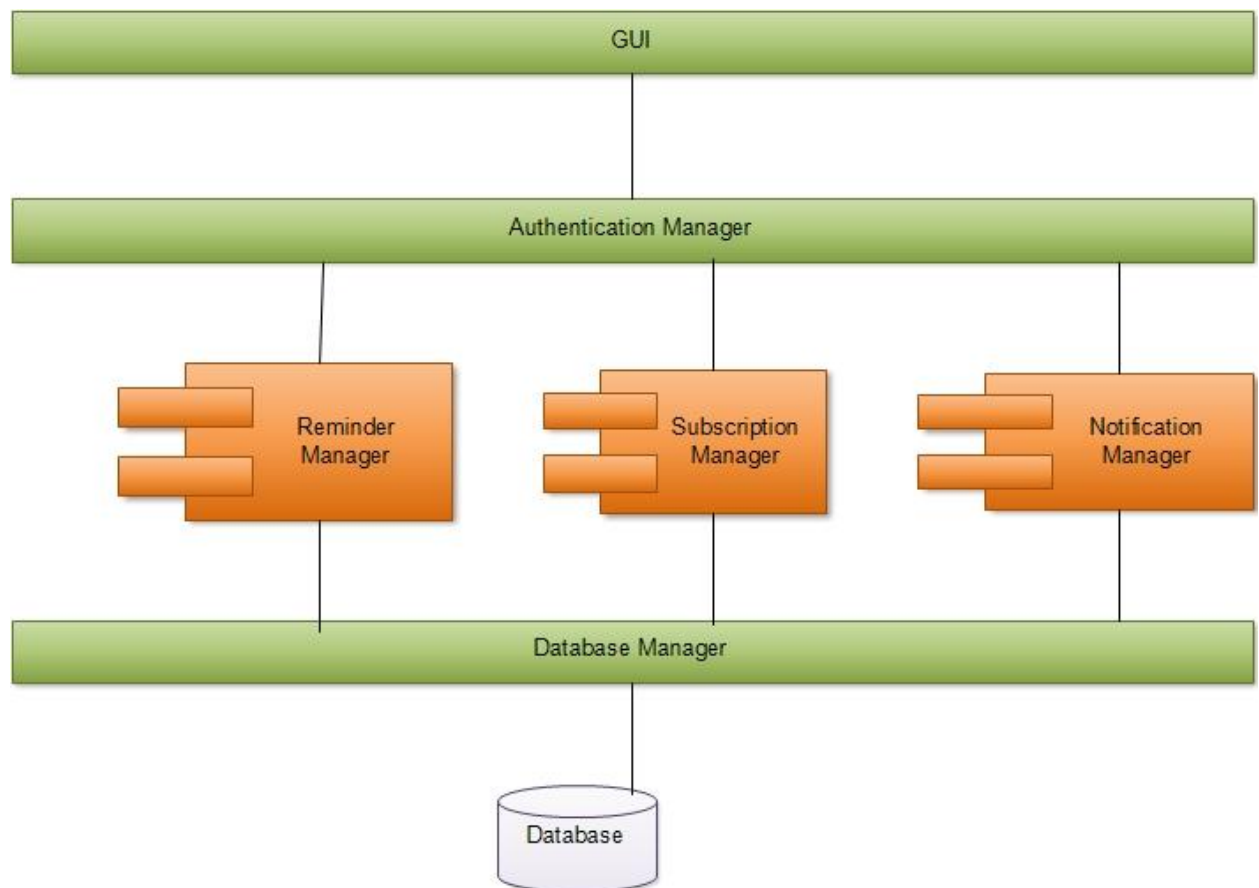 GUI
Authentication Manager
Reminder
Manager
Subscription
Manager
Notification
Manager
Database Manager
Database